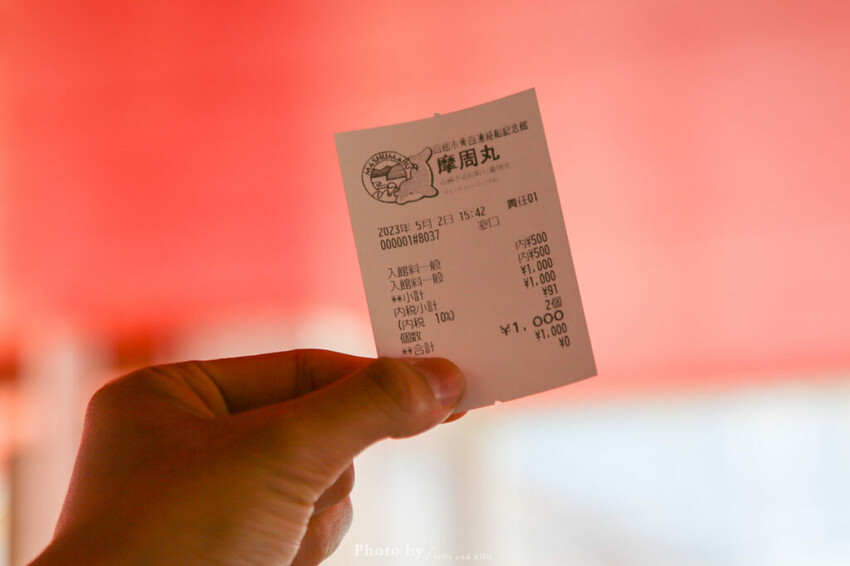 MASHUMARU
函館市青函連絡船記念館
摩周丸
2023年 5月 2日 15:42 責任01
000001#8037 窓口
入館料一般 内¥500
入館料一般 内¥500
**小計 ¥1,000
内税小計 ¥1,000
(内税 10%) ¥91
個数 2個
**合計 ¥1,000
¥1,000
¥0
Photo by / Jeffy and Allie